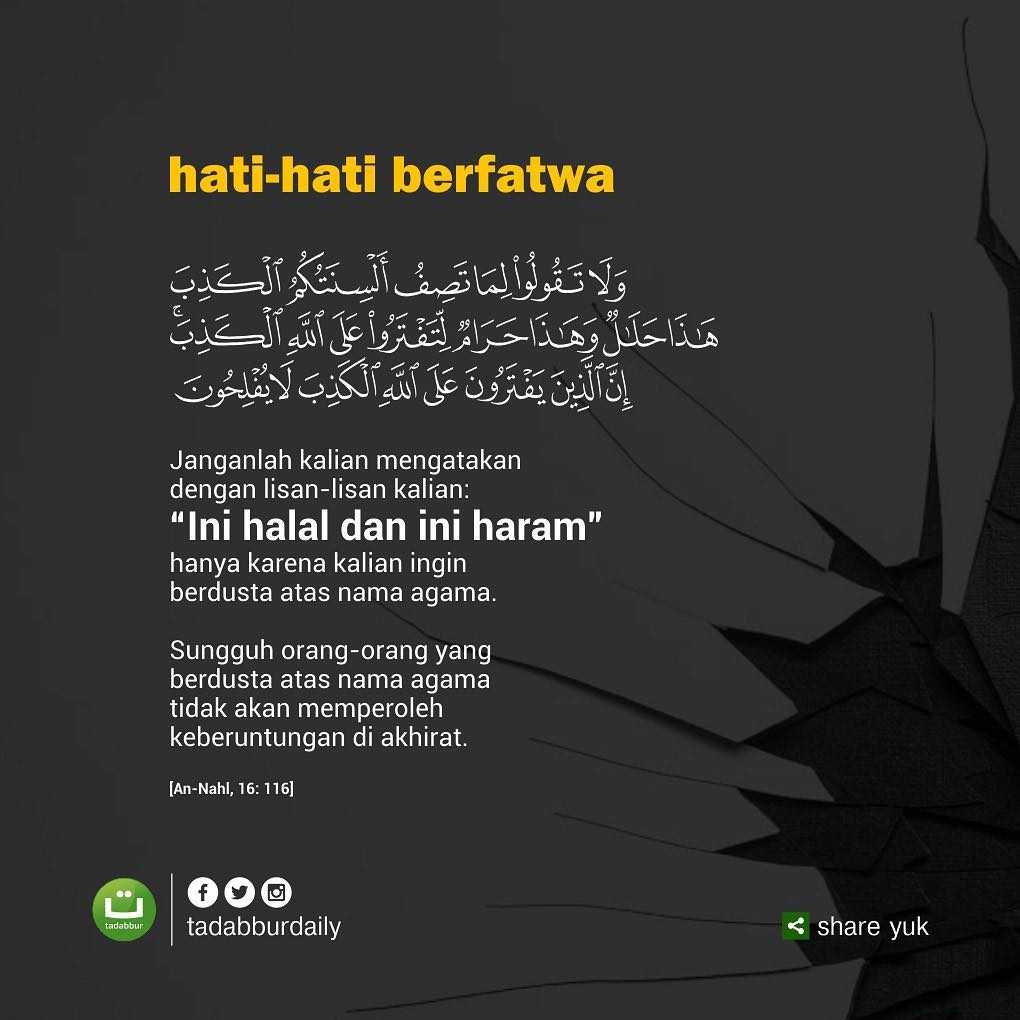 hati-hati berfatwa
وَلَا تَقُولُوا۟ لِمَا تَصِفُ أَلْسِنَتُكُمُ ٱلْكَذِبَ
هَـٰذَا حَلَـٰلٌ وَهَـٰذَا حَرَامٌ لِّتَفْتَرُوا۟ عَلَى ٱللَّهِ ٱلْكَذِبَ ۚ
إِنَّ ٱلَّذِينَ يَفْتَرُونَ عَلَى ٱللَّهِ ٱلْكَذِبَ لَا يُفْلِحُونَ
Janganlah kalian mengatakan
dengan lisan-lisan kalian:
“Ini halal dan ini haram”
hanya karena kalian ingin
berdusta atas nama agama.
Sungguh orang-orang yang
berdusta atas nama agama
tidak akan memperoleh
keberuntungan di akhirat.
[An-Nahl, 16: 116]
tadabbur
tadabburdaily
share yuk